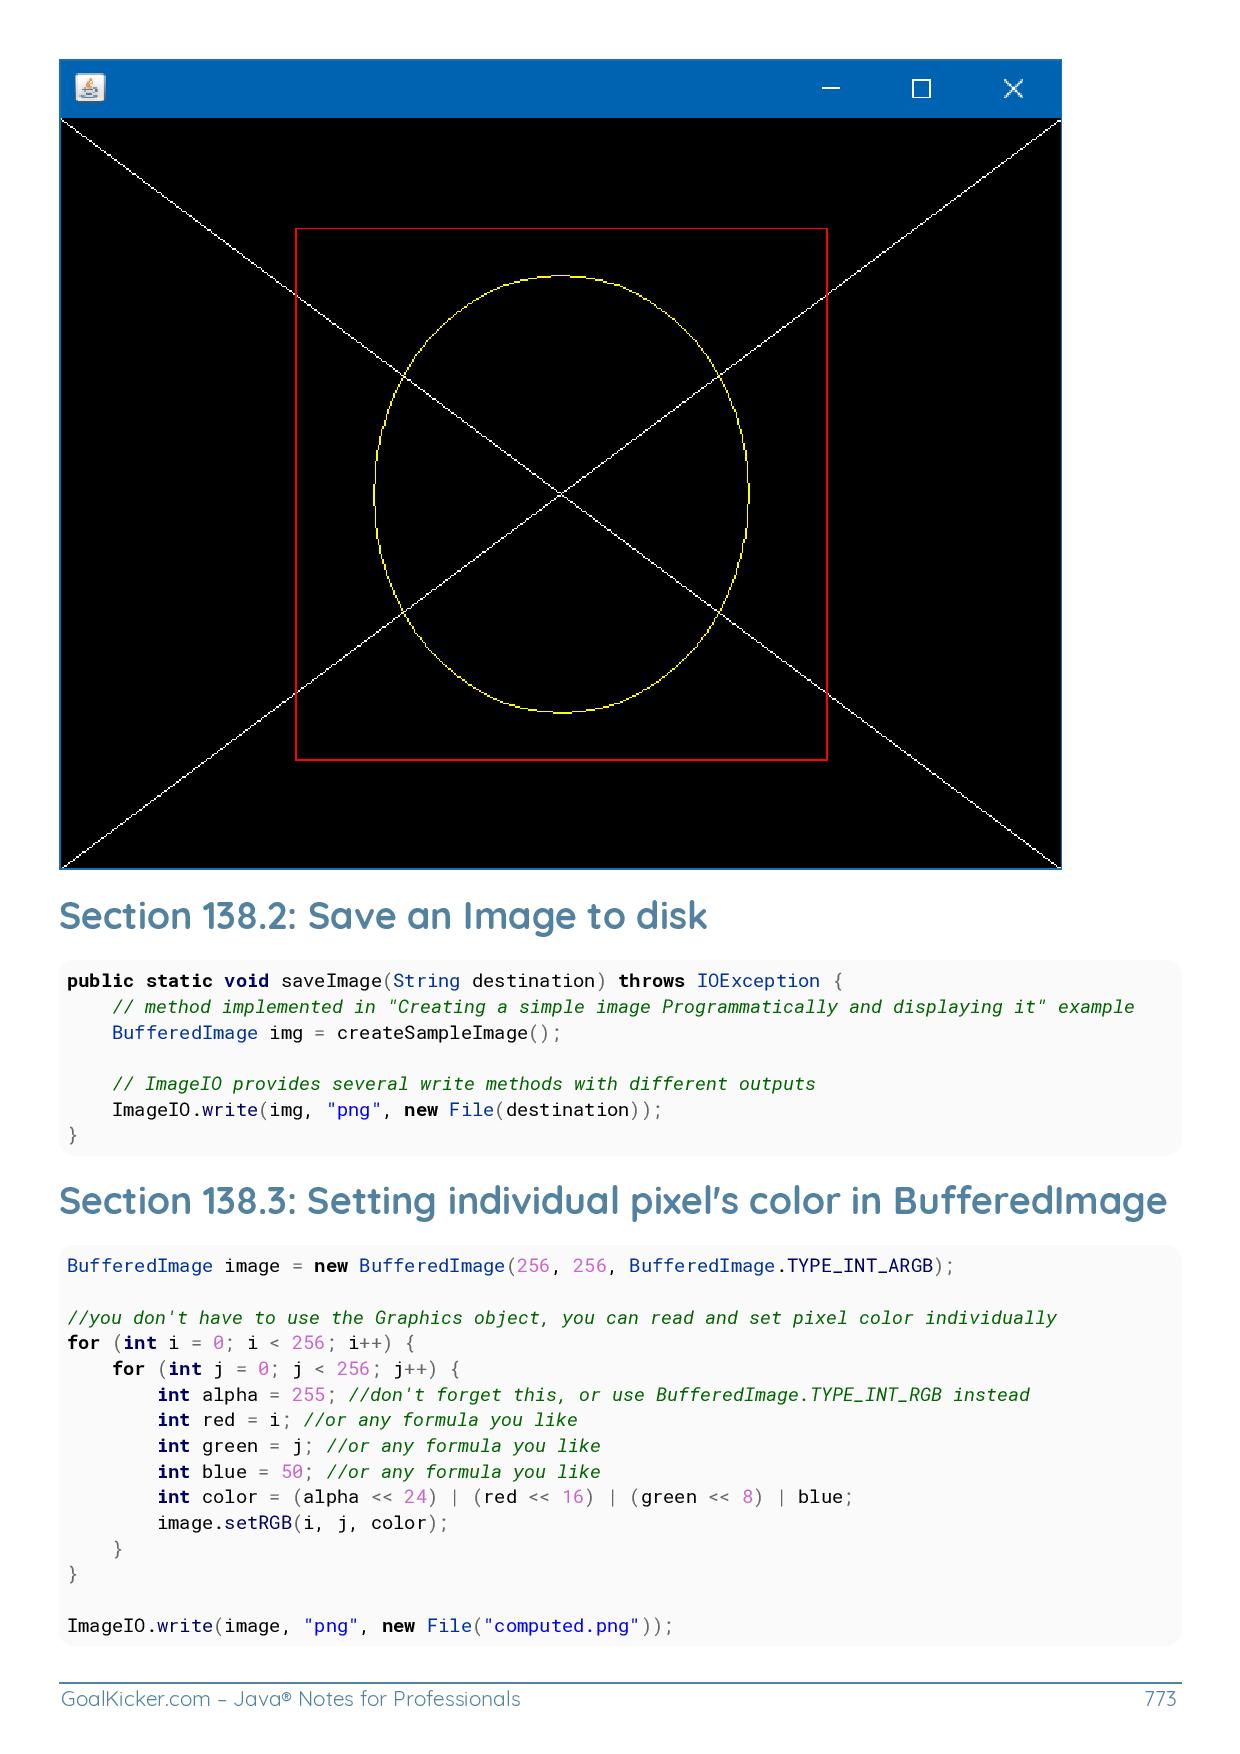 Section 138.2: Save an Image to disk
public static void saveImage(String destination) throws IOException {
    // method implemented in "Creating a simple image Programmatically and displaying it" example
    BufferedImage img = createSampleImage();

    // ImageIO provides several write methods with different outputs
    ImageIO.write(img, "png", new File(destination));
}
Section 138.3: Setting individual pixel's color in BufferedImage
BufferedImage image = new BufferedImage(256, 256, BufferedImage.TYPE_INT_ARGB);

//you don't have to use the Graphics object, you can read and set pixel color individually
for (int i = 0; i < 256; i++) {
    for (int j = 0; j < 256; j++) {
        int alpha = 255; //don't forget this, or use BufferedImage.TYPE_INT_RGB instead
        int red = i; //or any formula you like
        int green = j; //or any formula you like
        int blue = 50; //or any formula you like
        int color = (alpha << 24) | (red << 16) | (green << 8) | blue;
        image.setRGB(i, j, color);
    }
}

ImageIO.write(image, "png", new File("computed.png"));
GoalKicker.com – Java® Notes for Professionals 773